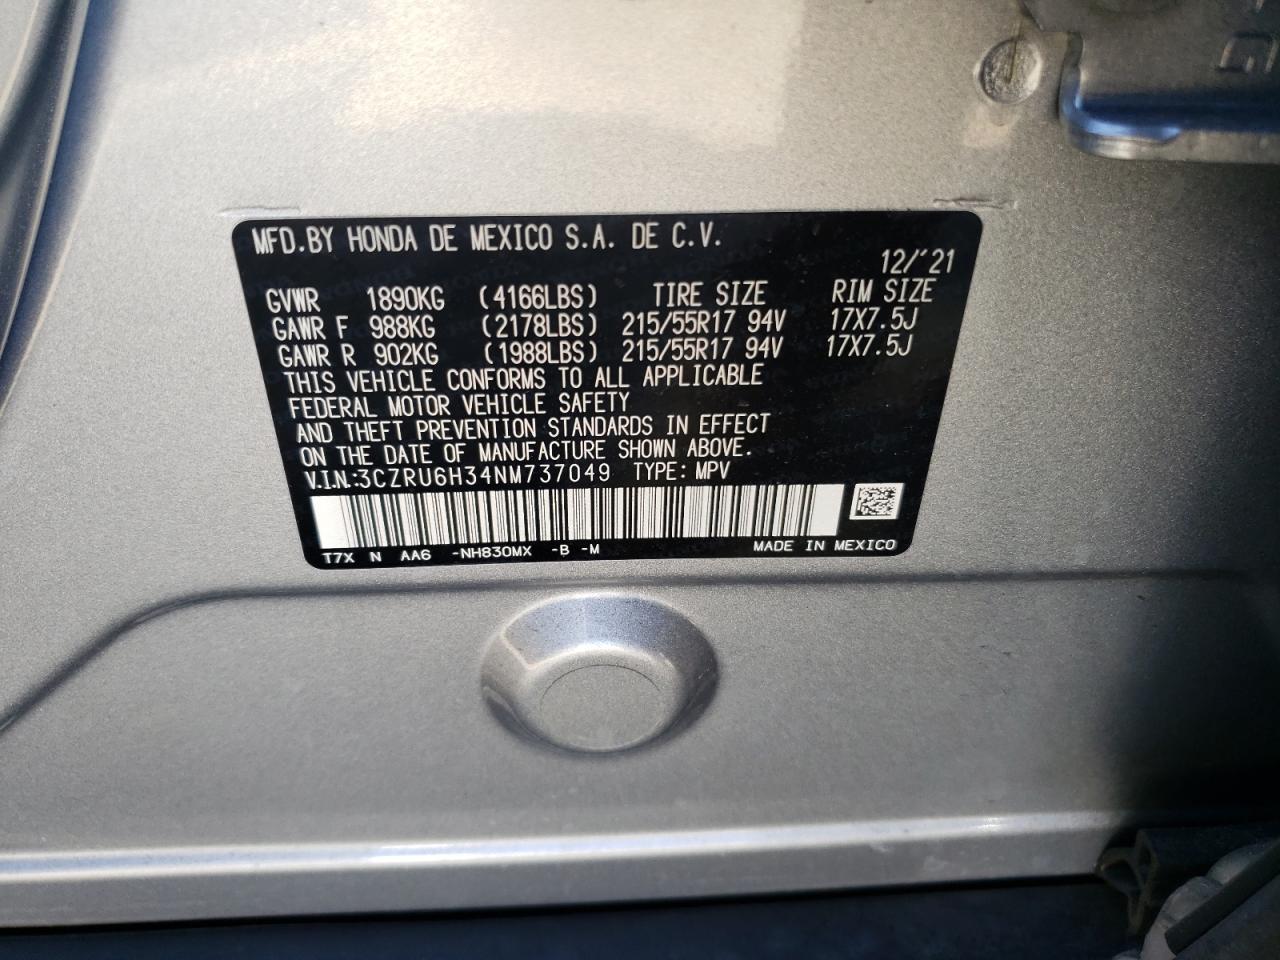 MFD.BY HONDA DE MEXICO S.A. DE C.V.
12/'21
GVWR 1890KG (4166LBS) TIRE SIZE RIM SIZE
GAWR F 988KG (2178LBS) 215/55R17 94V 17X7.5J
GAWR R 902KG (1988LBS) 215/55R17 94V 17X7.5J
THIS VEHICLE CONFORMS TO ALL APPLICABLE
FEDERAL MOTOR VEHICLE SAFETY
AND THEFT PREVENTION STANDARDS IN EFFECT
ON THE DATE OF MANUFACTURE SHOWN ABOVE.
V.I.N.:3CZRU6H34NM737049 TYPE: MPV
T7X N AA6 -NH830MX -B -M MADE IN MEXICO